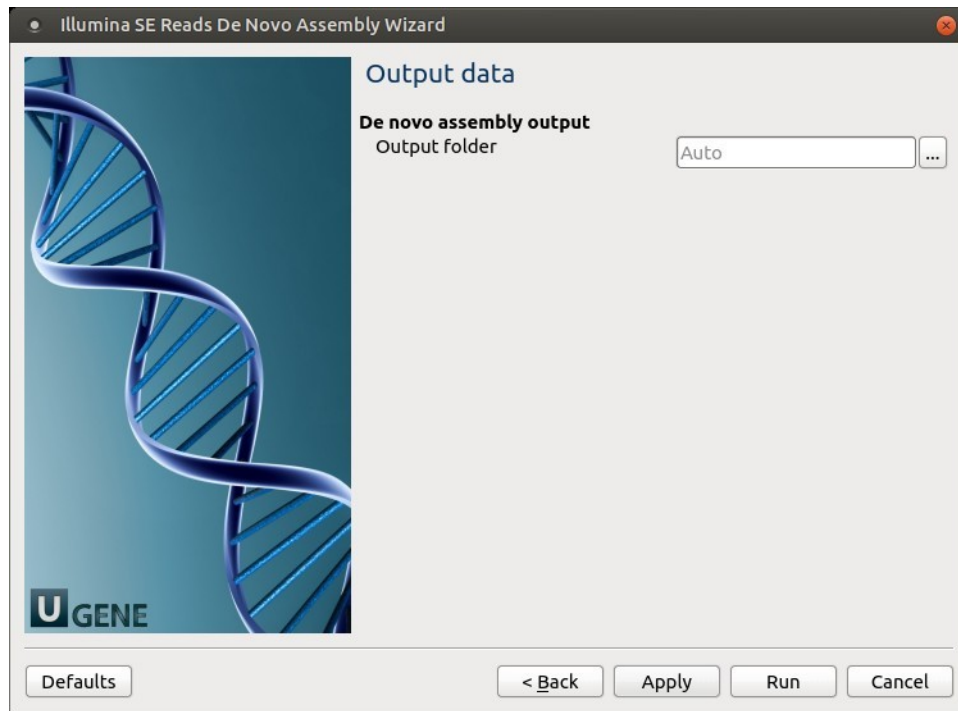 Illumina SE Reads De Novo Assembly Wizard
Output data
De novo assembly output
Output folder
Auto
...
UGENE
Defaults
< Back
Apply
Run
Cancel